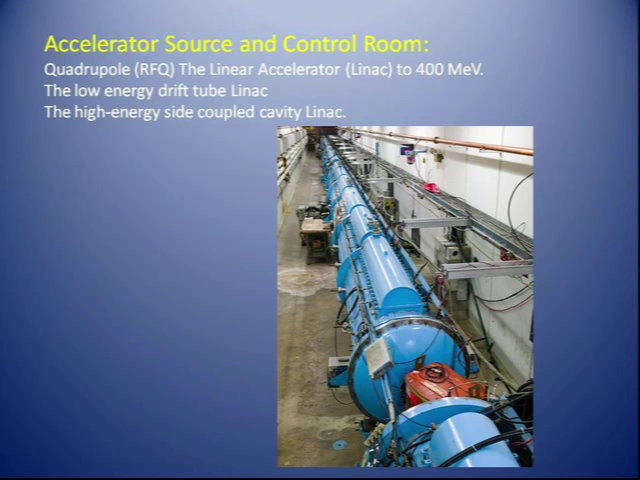 Accelerator Source and Control Room:
Quadrupole (RFQ) The Linear Accelerator (Linac) to 400 MeV.
The low energy drift tube Linac
The high-energy side coupled cavity Linac.